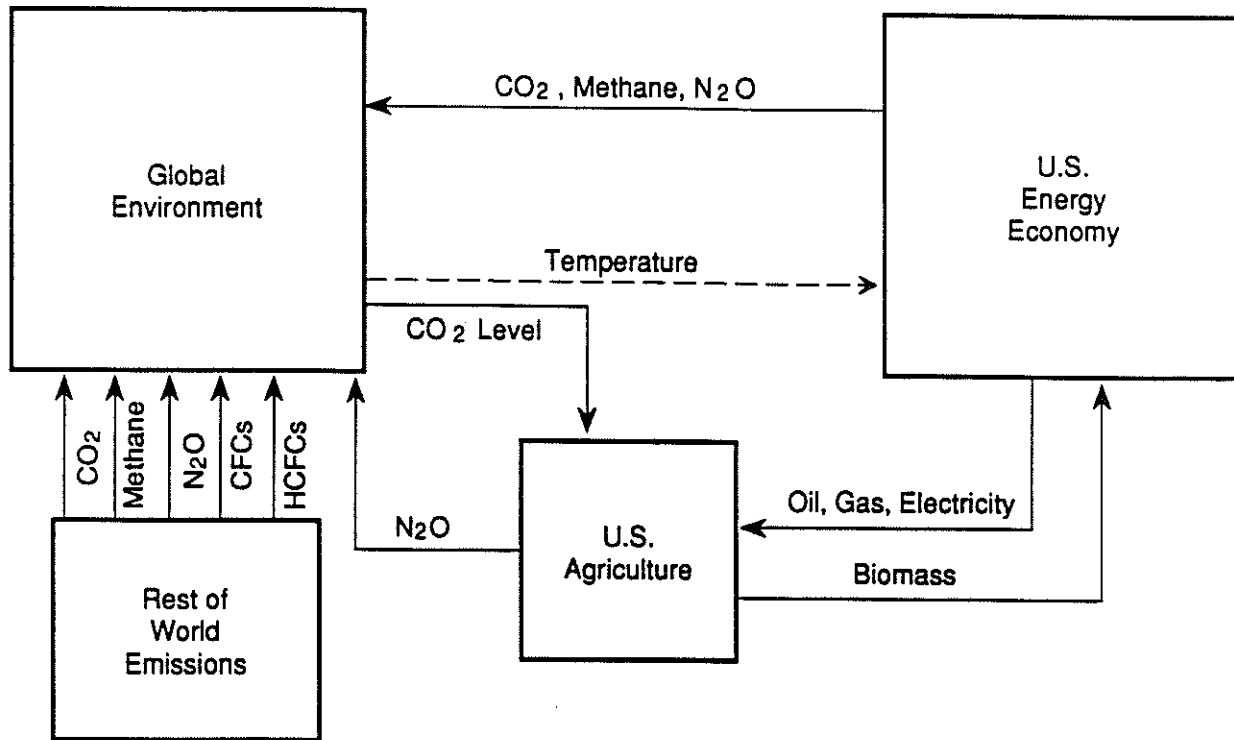 CO2 , Methane, N2O
Global
Environment
U.S.
Energy
Economy
Temperature
CO2 Level
CO2
Methane
N2O
CFCs
HCFCs
N2O
Oil, Gas, Electricity
U.S.
Agriculture
Biomass
Rest of
World
Emissions